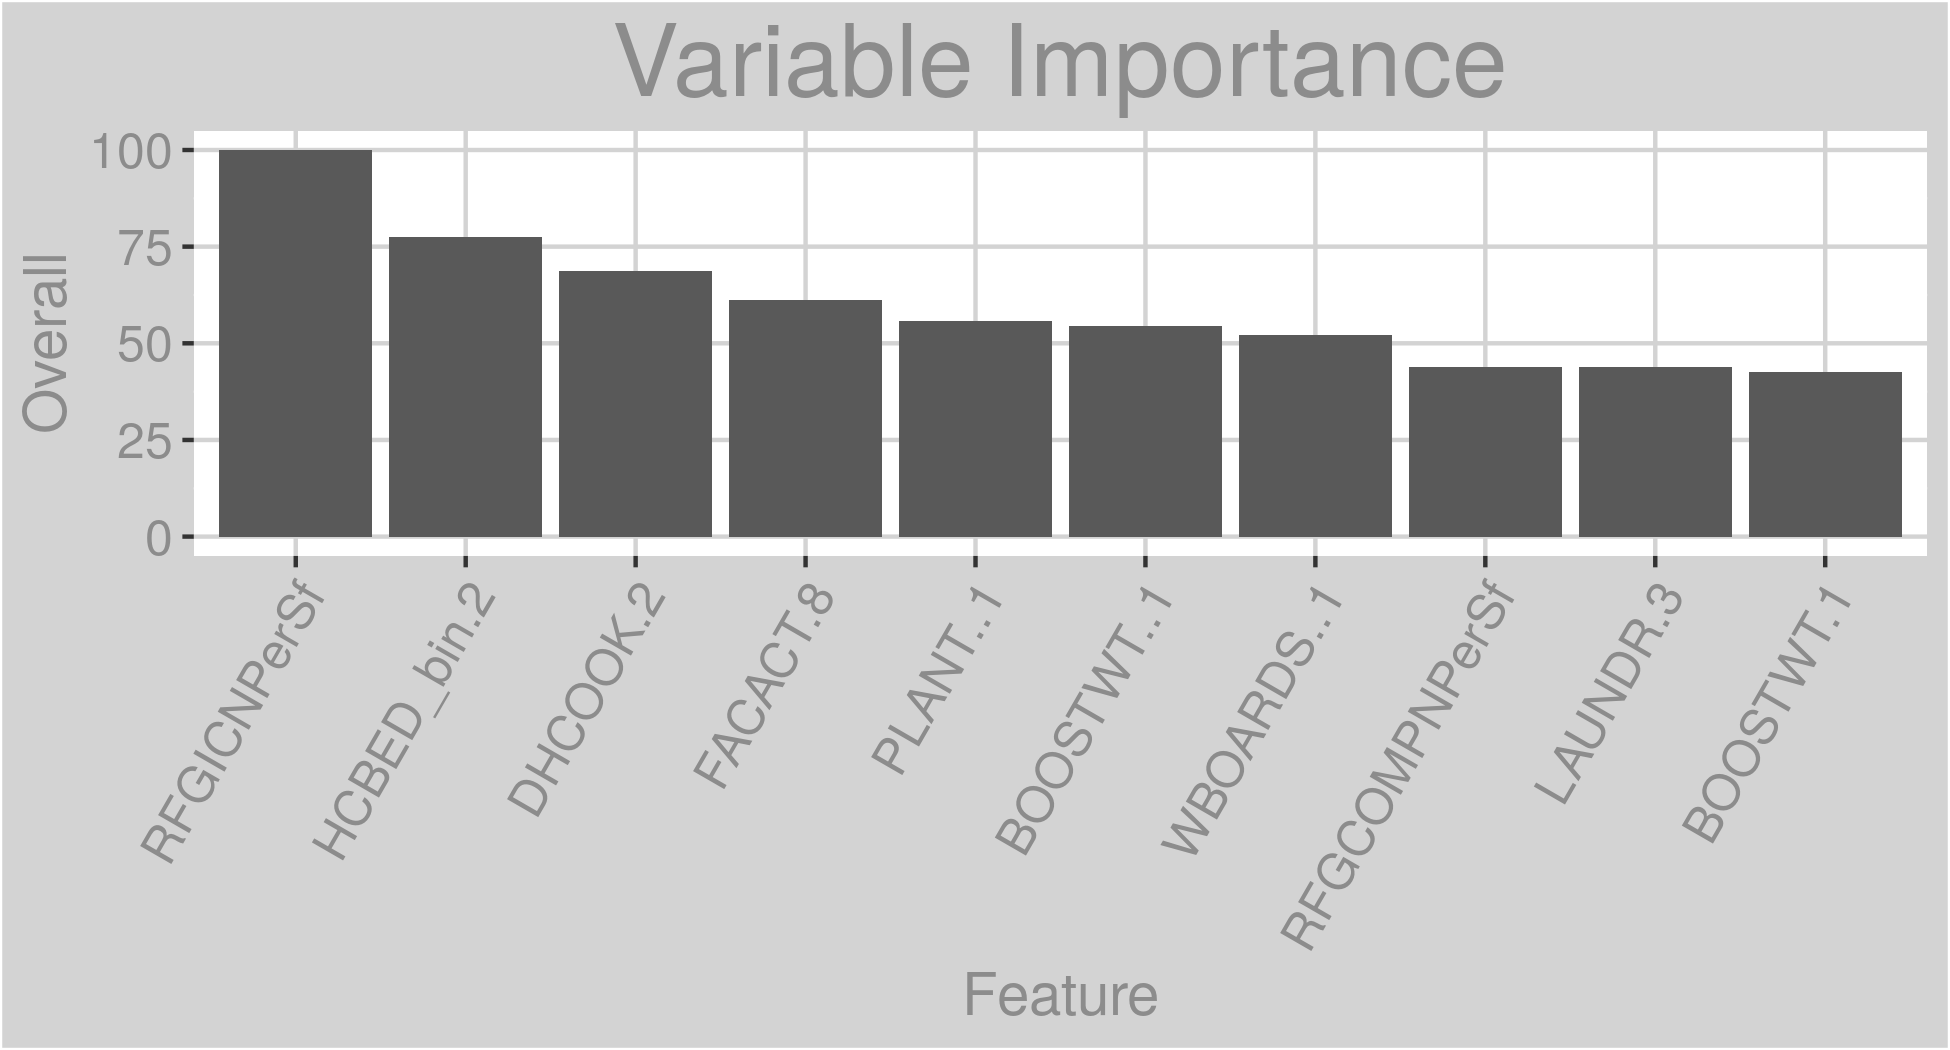 Variable Importance
Overall
100
75
50
25
0
RFGICNPerSf
HCBED_bin.2
DHCOOK.2
FACACT.8
PLANT..1
BOOSTWT..1
WBOARDS..1
RFGCOMPNPerSf
LAUNDR.3
BOOSTWT.1
Feature